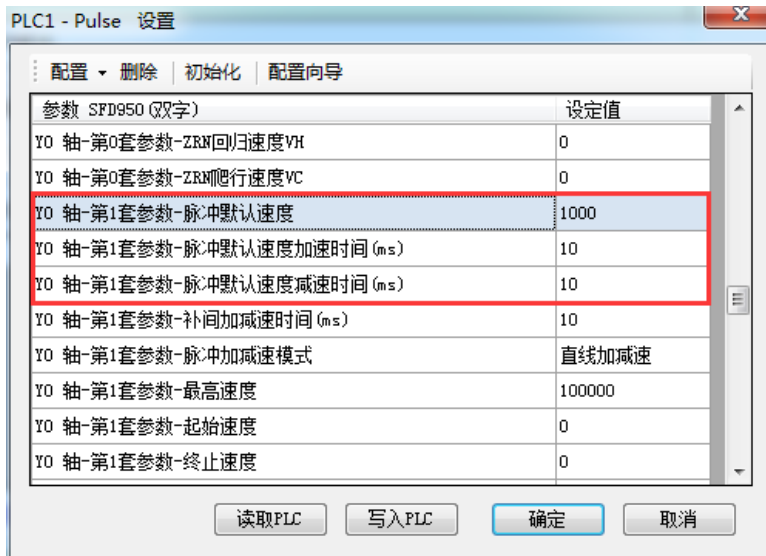 PLC1 - Pulse 设置
X
配置 删除 初始化 配置向导
参数 SFD950(双字) 设定值
Y0 轴-第0套参数-ZRN回归速度VH 0
Y0 轴-第0套参数-ZRN爬行速度VC 0
Y0 轴-第1套参数-脉冲默认速度 1000
Y0 轴-第1套参数-脉冲默认速度加速时间(ms) 10
Y0 轴-第1套参数-脉冲默认速度减速时间(ms) 10
Y0 轴-第1套参数-补间加减速时间(ms) 10
Y0 轴-第1套参数-脉冲加减速模式 直线加减速
Y0 轴-第1套参数-最高速度 100000
Y0 轴-第1套参数-起始速度 0
Y0 轴-第1套参数-终止速度 0
读取PLC 写入PLC 确定 取消